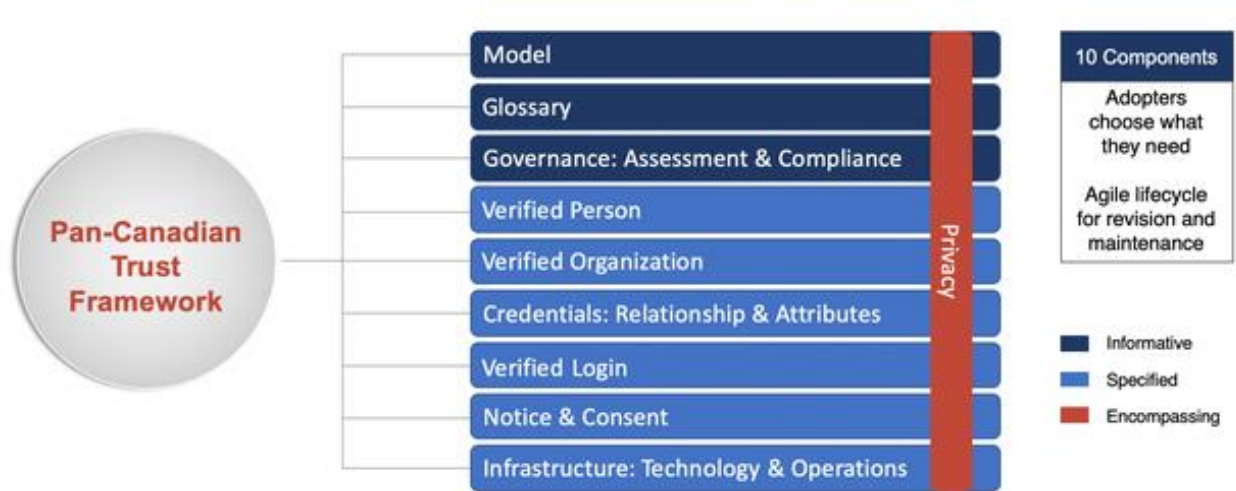 Pan-Canadian
Trust
Framework
Model
Glossary
Governance: Assessment & Compliance
Verified Person
Verified Organization
Credentials: Relationship & Attributes
Verified Login
Notice & Consent
Infrastructure: Technology & Operations
Privacy
10 Components
Adopters
choose what
they need
Agile lifecycle
for revision and
maintenance
Informative
Specified
Encompassing